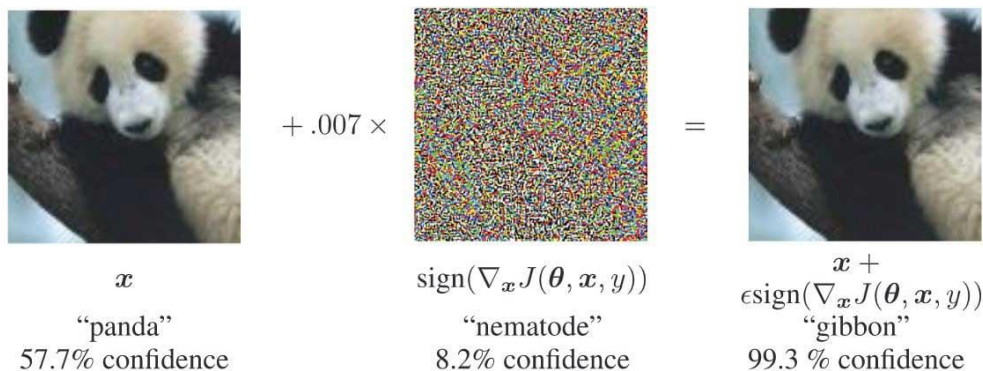 + .007 ×
=
x
sign(∇ₓJ(θ, x, y))
x +
ϵsign(∇ₓJ(θ, x, y))
“panda”
“nematode”
“gibbon”
57.7% confidence
8.2% confidence
99.3 % confidence